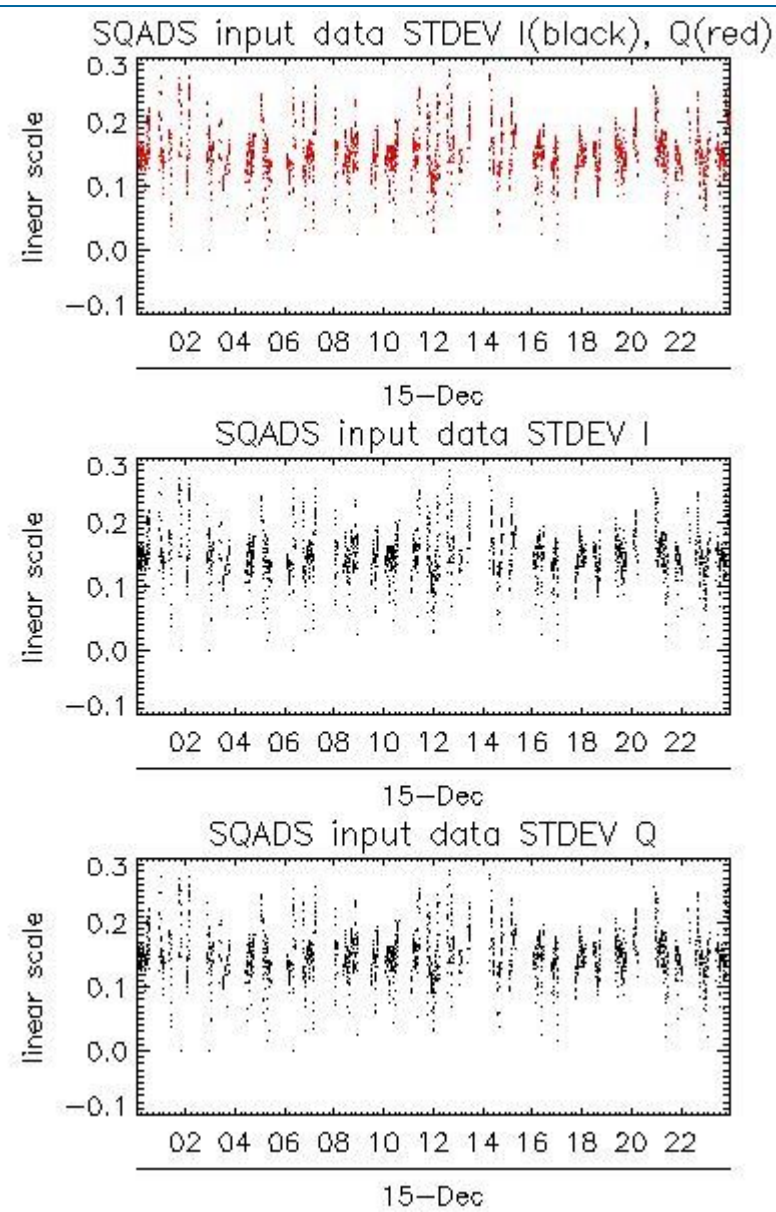 SQADS input data STDEV I(black), Q(red)
0.3
0.2
0.1
0.0
−0.1
linear scale
02 04 06 08 10 12 14 16 18 20 22
15−Dec
SQADS input data STDEV I
0.3
0.2
0.1
0.0
−0.1
linear scale
02 04 06 08 10 12 14 16 18 20 22
15−Dec
SQADS input data STDEV Q
0.3
0.2
0.1
0.0
−0.1
linear scale
02 04 06 08 10 12 14 16 18 20 22
15−Dec